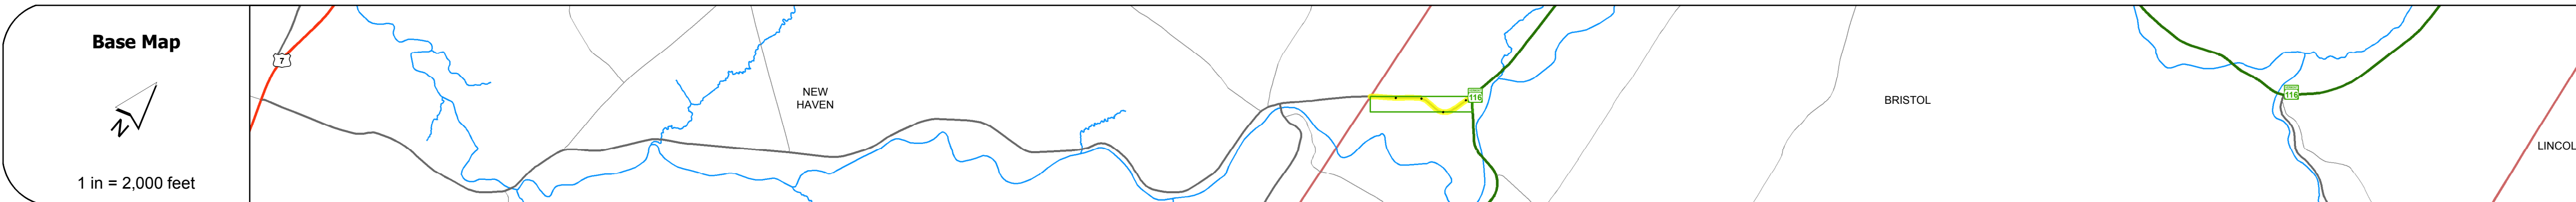 Base Map
N
1 in = 2,000 feet
7
NEW
HAVEN
116
BRISTOL
116
LINCOL